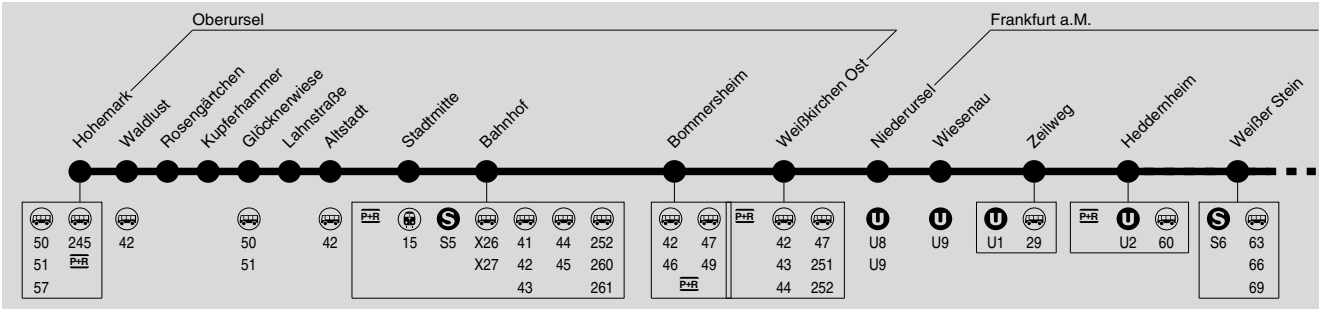 Oberursel
Frankfurt a.M.
Hohemark
Waldlust
Rosengärtchen
Kupferhammer
Glöcknerwiese
Lahnstraße
Altstadt
Stadtmitte
Bahnhof
Bommersheim
Weißkirchen Ost
Niederursel
Wiesenau
Zeilweg
Heddernheim
Weißer Stein
P+R S P+R U U U P+R U S
50 245 42 50 42 15 S5 X26 41 44 252 42 47 42 47 U8 U9 U1 29 U2 60 S6 63
51 P+R 51 X27 42 45 260 46 49 43 251 U9 66
57 43 261 P+R 44 252 69